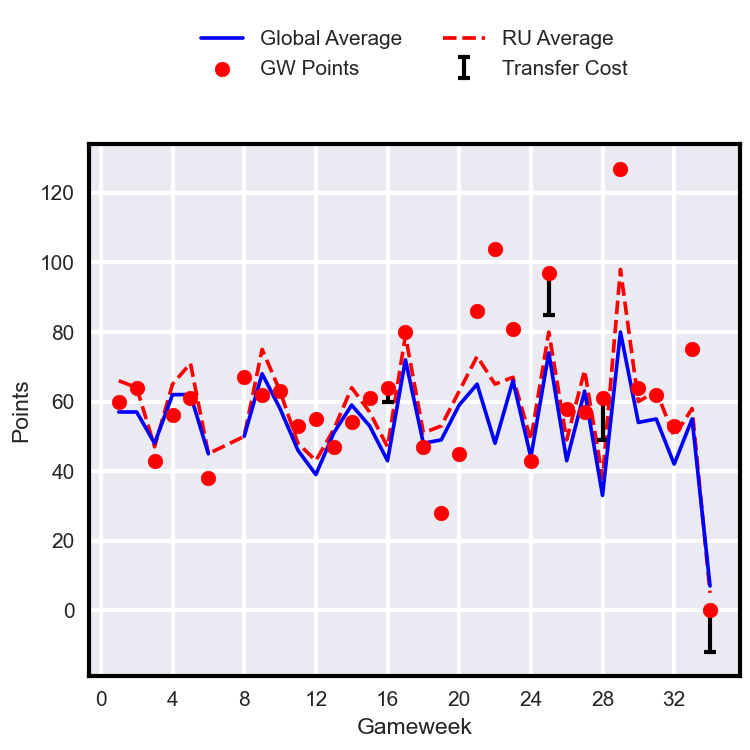 Global Average
RU Average
GW Points
Transfer Cost
120
100
80
60
40
20
0
Points
0 4 8 12 16 20 24 28 32
Gameweek